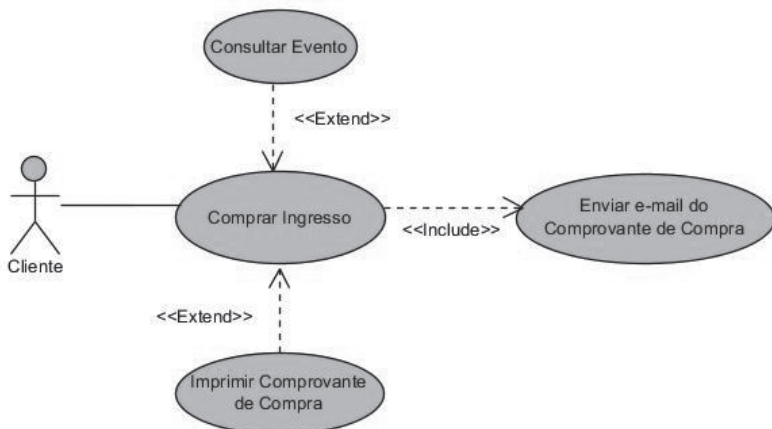 Consultar Evento
<<Extend>>
Comprar Ingresso
<<Include>>
Enviar e-mail do
Comprovante de Compra
Cliente
<<Extend>>
Imprimir Comprovante
de Compra